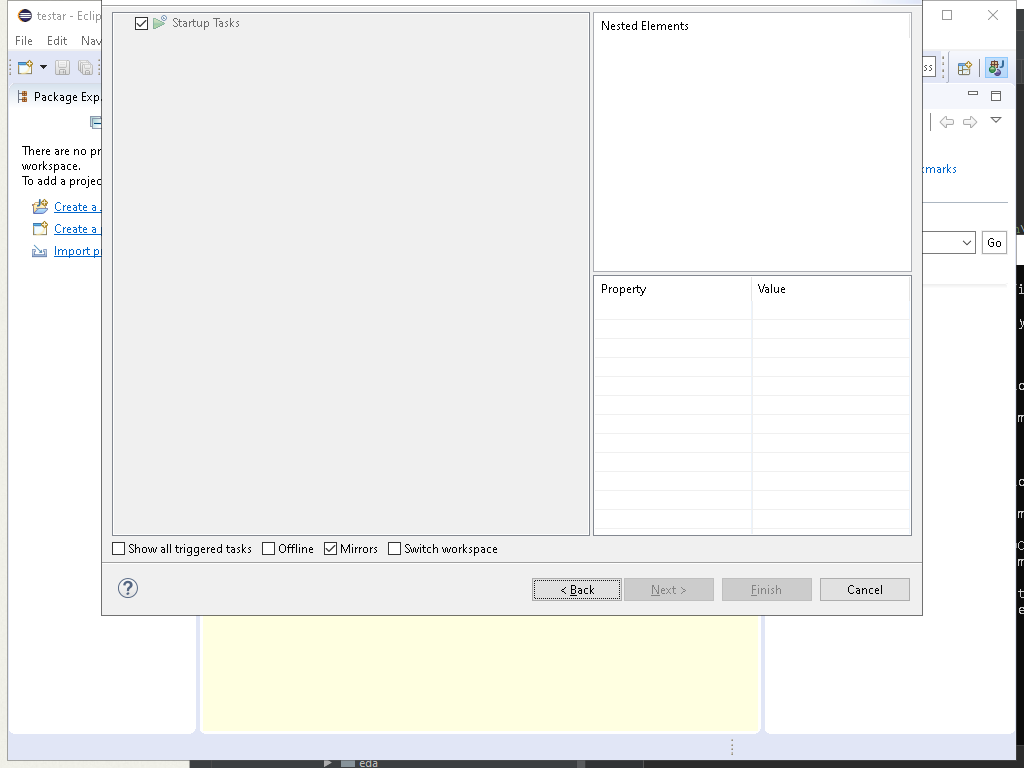 testar - Eclip
File Edit Nav
Package Exp
There are no pr
workspace.
To add a projec
Create a
Create a
Import p
Startup Tasks
Nested Elements
Property Value
Show all triggered tasks Offline Mirrors Switch workspace
? < Back Next > Finish Cancel
ss
marks
Go
eda